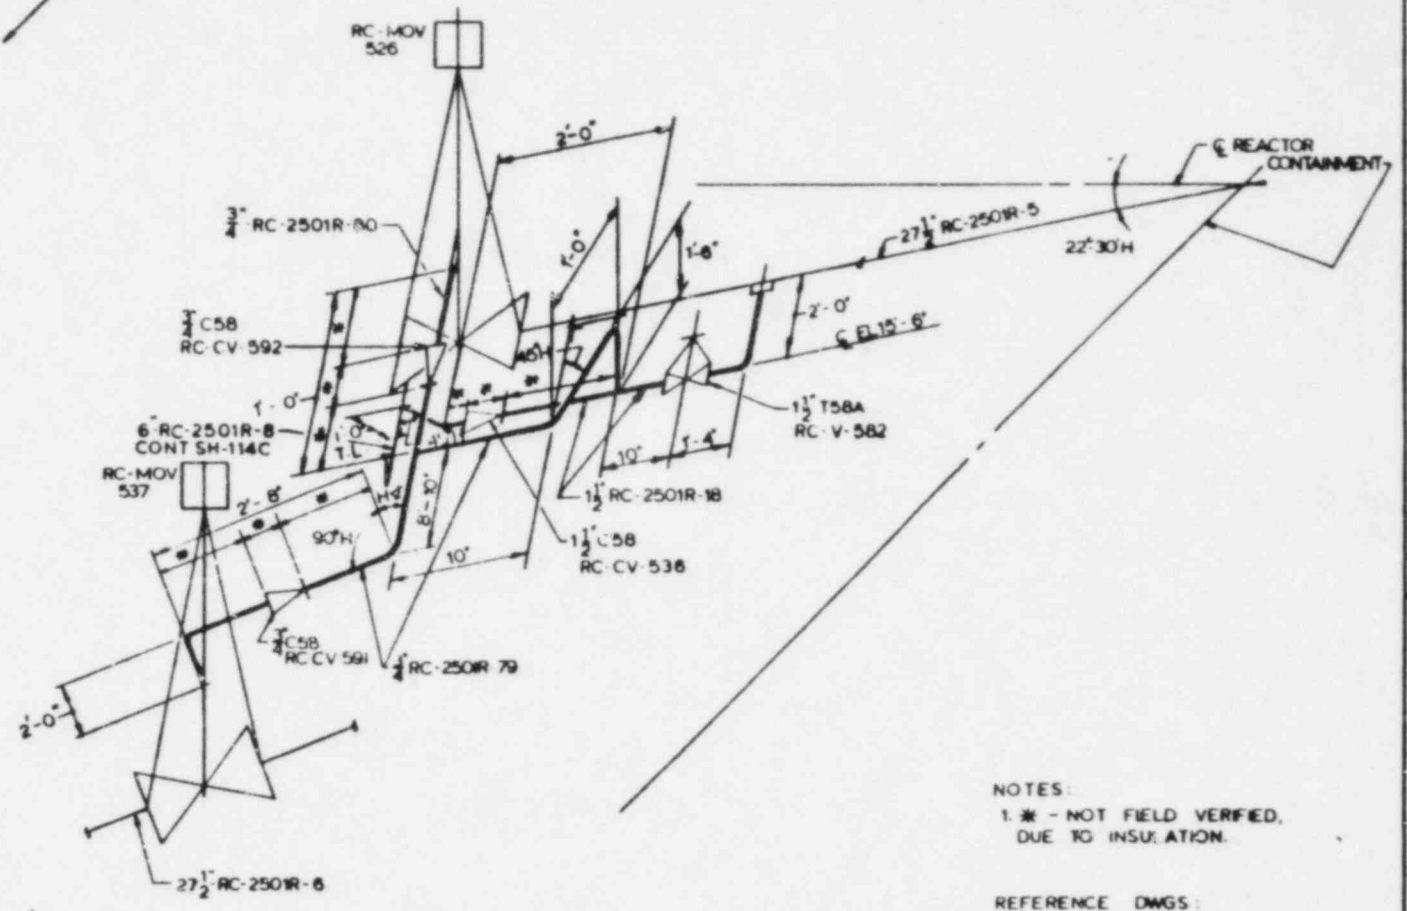 RC-MOV
526
2'-0"
℄ REACTOR
CONTAINMENT
3/4"-RC-2501R-80
1'-0"
1'-6"
27 1/2" RC-2501R-5
22°30'H
3/4" C58
RC-CV-592
2'-0"
℄ EL 15'-6"
45°H
1'-0"
6"-RC-2501R-8
CONT SH-114C
1'-0"
1 1/2" T58A
RC-V-582
RC-MOV
537
2'-8"
10"
1'-4"
1 1/2" RC-2501R-18
8'-10"
90°H
10"
1 1/2" C58
RC-CV-536
3/4" C58
RC CV 591
RC-2501R-79
2'-0"
27 1/2"-RC-2501R-6
NOTES:
1. * - NOT FIELD VERIFIED,
DUE TO INSULATION.
REFERENCE DWGS: